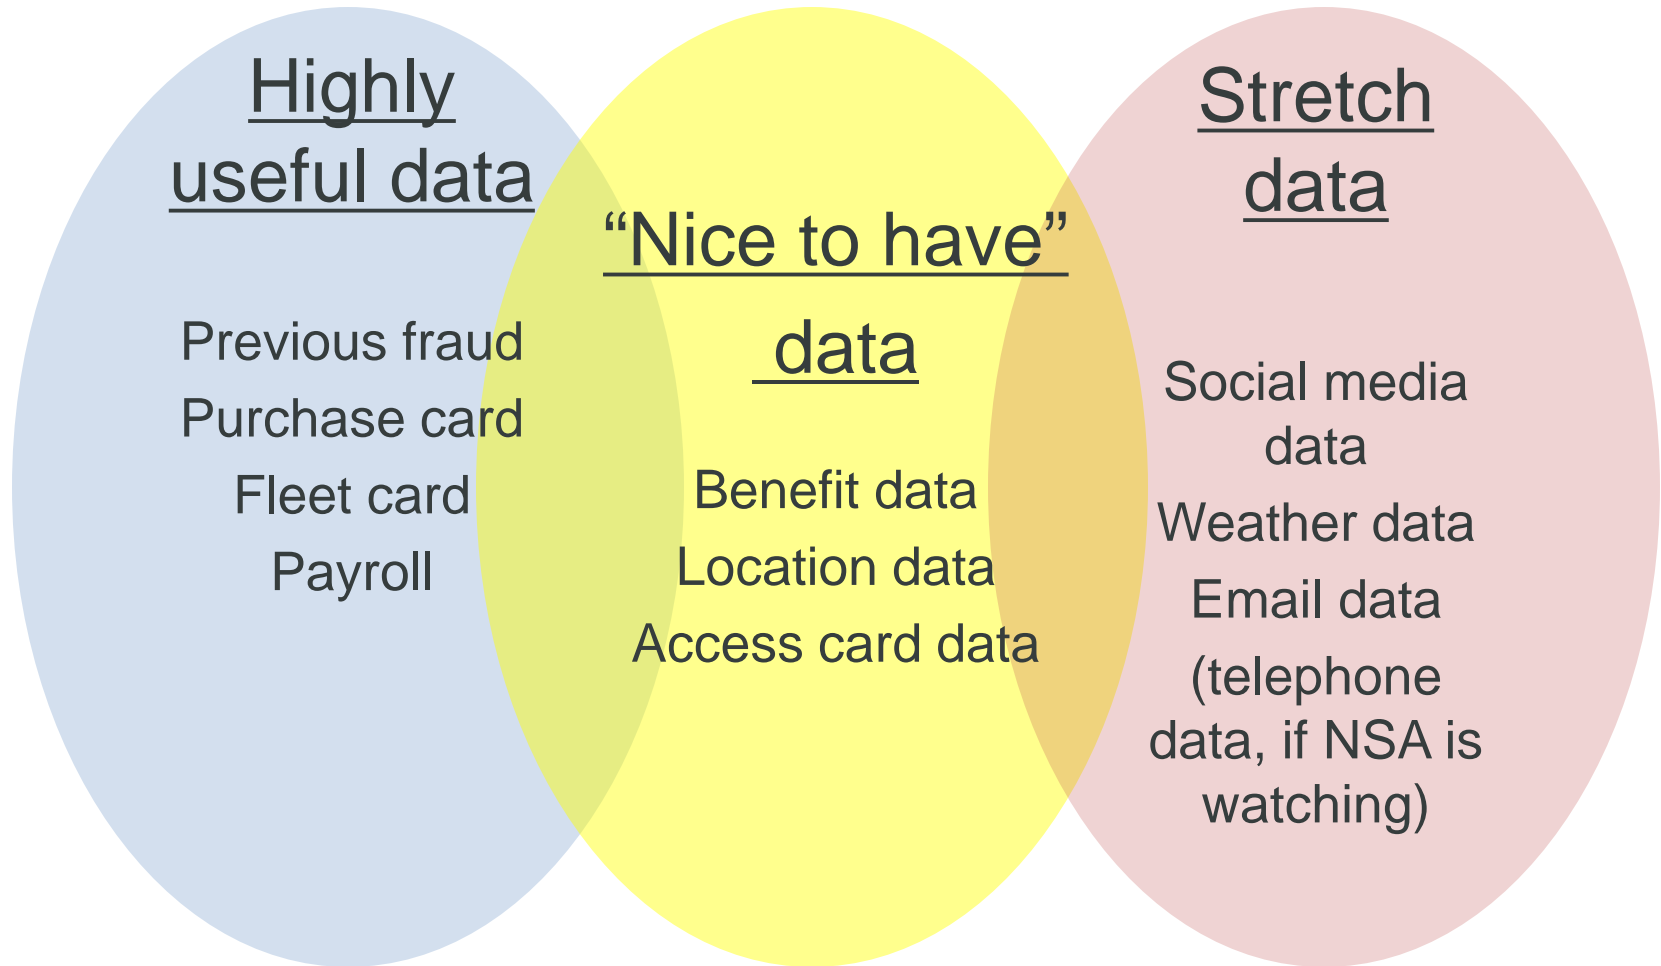 Highly
useful data
Previous fraud
Purchase card
Fleet card
Payroll
“Nice to have”
data
Benefit data
Location data
Access card data
Stretch
data
Social media
data
Weather data
Email data
(telephone
data, if NSA is
watching)